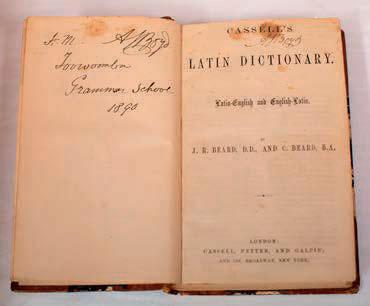 A H Boyd
Toowoomba
Grammar School
1890
CASSELL'S
A H Boyd
LATIN DICTIONARY.
Latin-English and English-Latin.
BY
J. R. BEARD, D.D., AND C. BEARD, B.A.
LONDON:
CASSELL, PETTER, AND GALPIN;
AND 596, BROADWAY, NEW YORK.